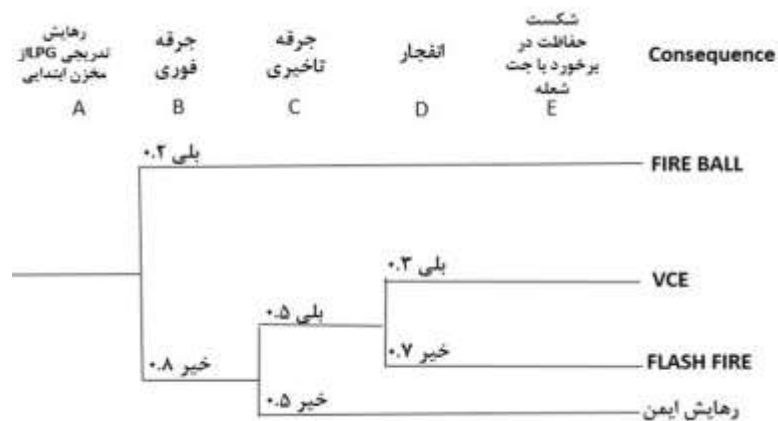 رهایش
تدریجی LPGاز
مخزن ابتدایی
A
جرقه
فوری
B
جرقه
تاخیری
C
انفجار
D
شکست
حفاظت در
برخورد با جت
شعله
E
Consequence
بلی ۰.۲
FIRE BALL
خیر ۰.۸
بلی ۰.۵
خیر ۰.۵
بلی ۰.۳
VCE
خیر ۰.۷
FLASH FIRE
رهایش ایمن